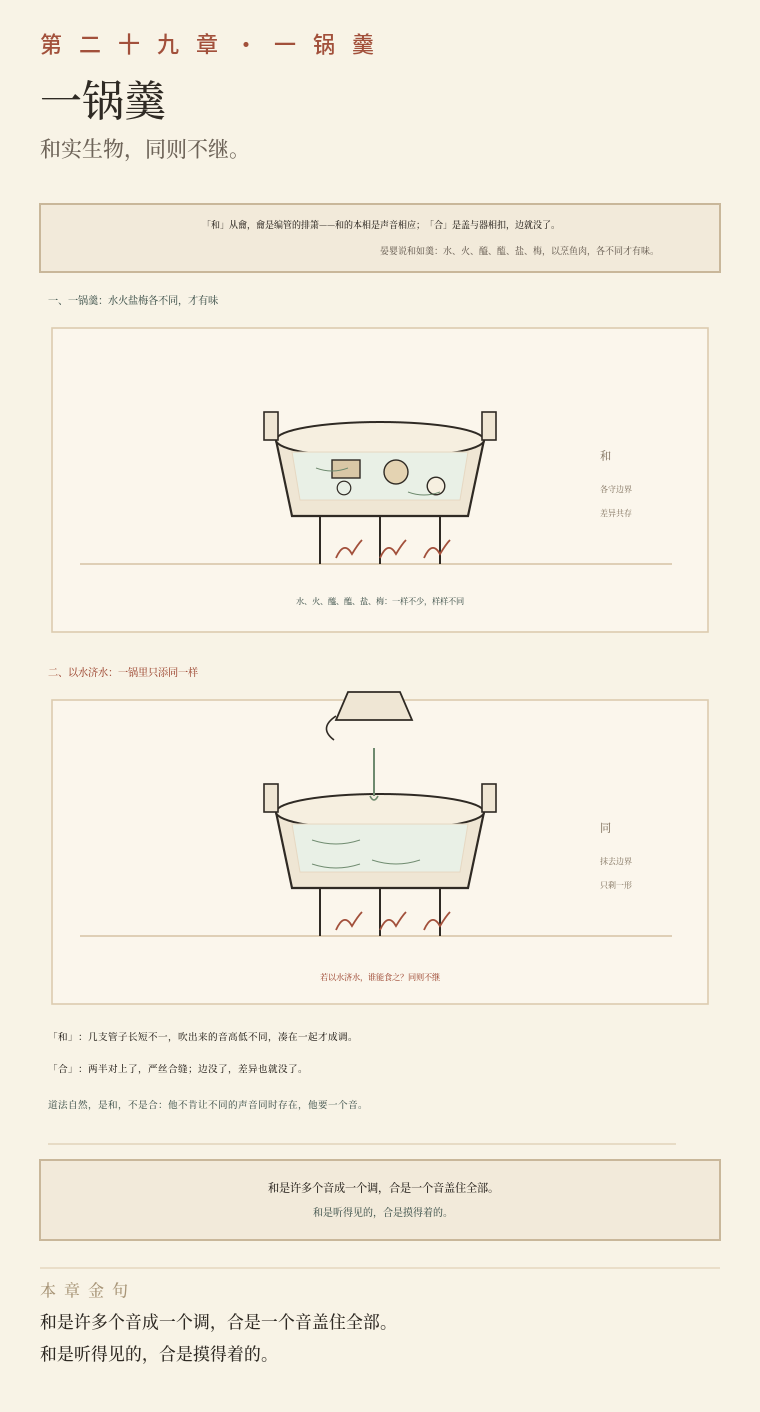 第二十九章·一锅羹
一锅羹
和实生物，同则不继。
「和」从龠，龠是编管的排箫——和的本相是声音相应；「合」是盖与器相扣，边就没了。
晏婴说和如羹：水、火、醯、醢、盐、梅，以烹鱼肉，各不同才有味。
一、一锅羹：水火盐梅各不同，才有味
和
各守边界
差异共存
水、火、醯、醢、盐、梅：一样不少，样样不同
二、以水济水：一锅里只添同一样
同
抹去边界
只剩一形
若以水济水，谁能食之？同则不继
「和」：几支管子长短不一，吹出来的音高低不同，凑在一起才成调。
「合」：两半对上了，严丝合缝；边没了，差异也就没了。
道法自然，是和，不是合：他不肯让不同的声音同时存在，他要一个音。
和是许多个音成一个调，合是一个音盖住全部。
和是听得见的，合是摸得着的。
本章金句
和是许多个音成一个调，合是一个音盖住全部。
和是听得见的，合是摸得着的。